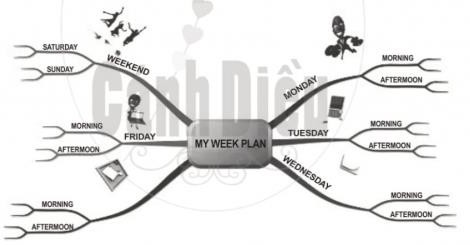 SATURDAY
SUNDAY
WEEKEND
MORNING
AFTERNOON
FRIDAY
MORNING
AFTERNOON
MY WEEK PLAN
MONDAY
MORNING
AFTERNOON
TUESDAY
MORNING
AFTERNOON
WEDNESDAY
MORNING
AFTERNOON
Cánh Diều